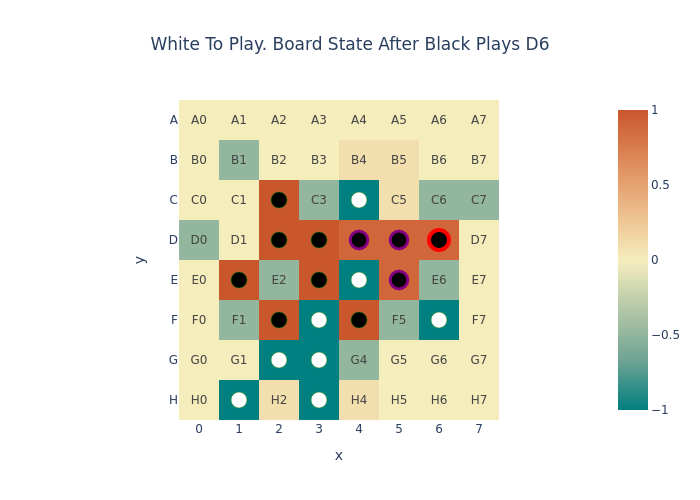 White To Play. Board State After Black Plays D6
A A0 A1 A2 A3 A4 A5 A6 A7
B B0 B1 B2 B3 B4 B5 B6 B7
C C0 C1 C3 C5 C6 C7
D D0 D1 D7
E E0 E2 E6 E7
F F0 F1 F5 F7
G G0 G1 G4 G5 G6 G7
H H0 H2 H4 H5 H6 H7
0 1 2 3 4 5 6 7
x
y
1
0.5
0
−0.5
−1